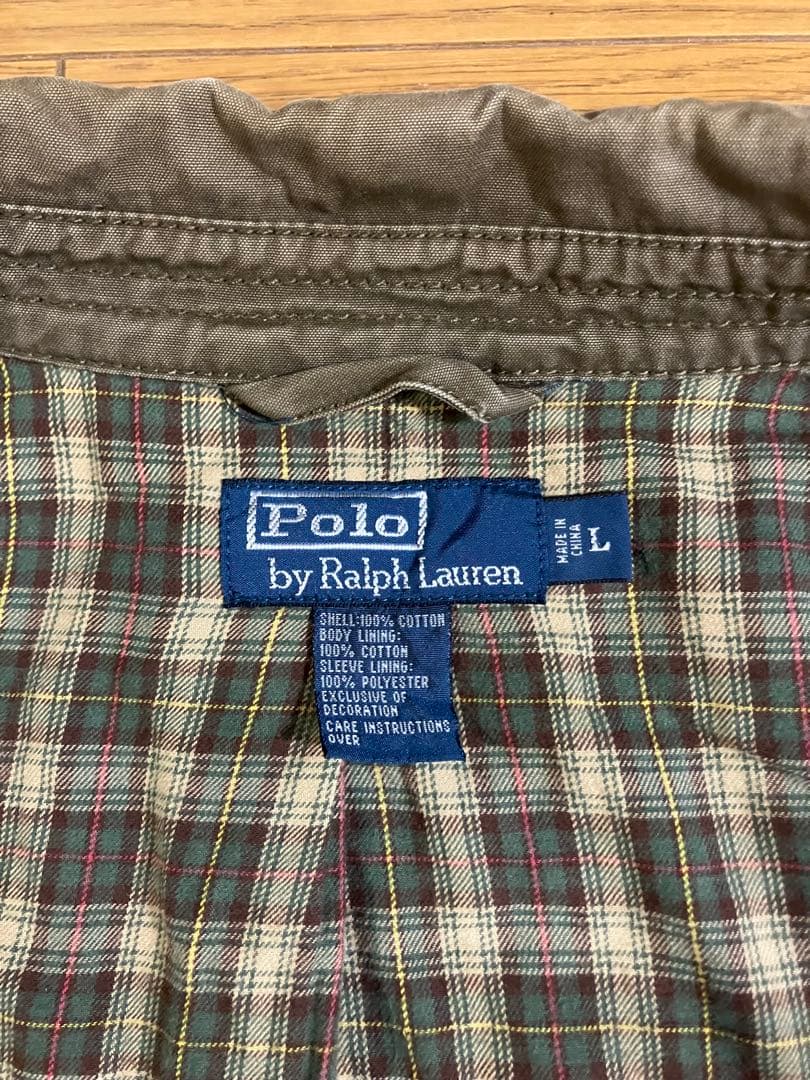 Polo
by Ralph Lauren
MADE IN
CHINA
L
SHELL:100% COTTON
BODY LINING:
100% COTTON
SLEEVE LINING:
100% POLYESTER
EXCLUSIVE OF
DECORATION
CARE INSTRUCTIONS
OVER